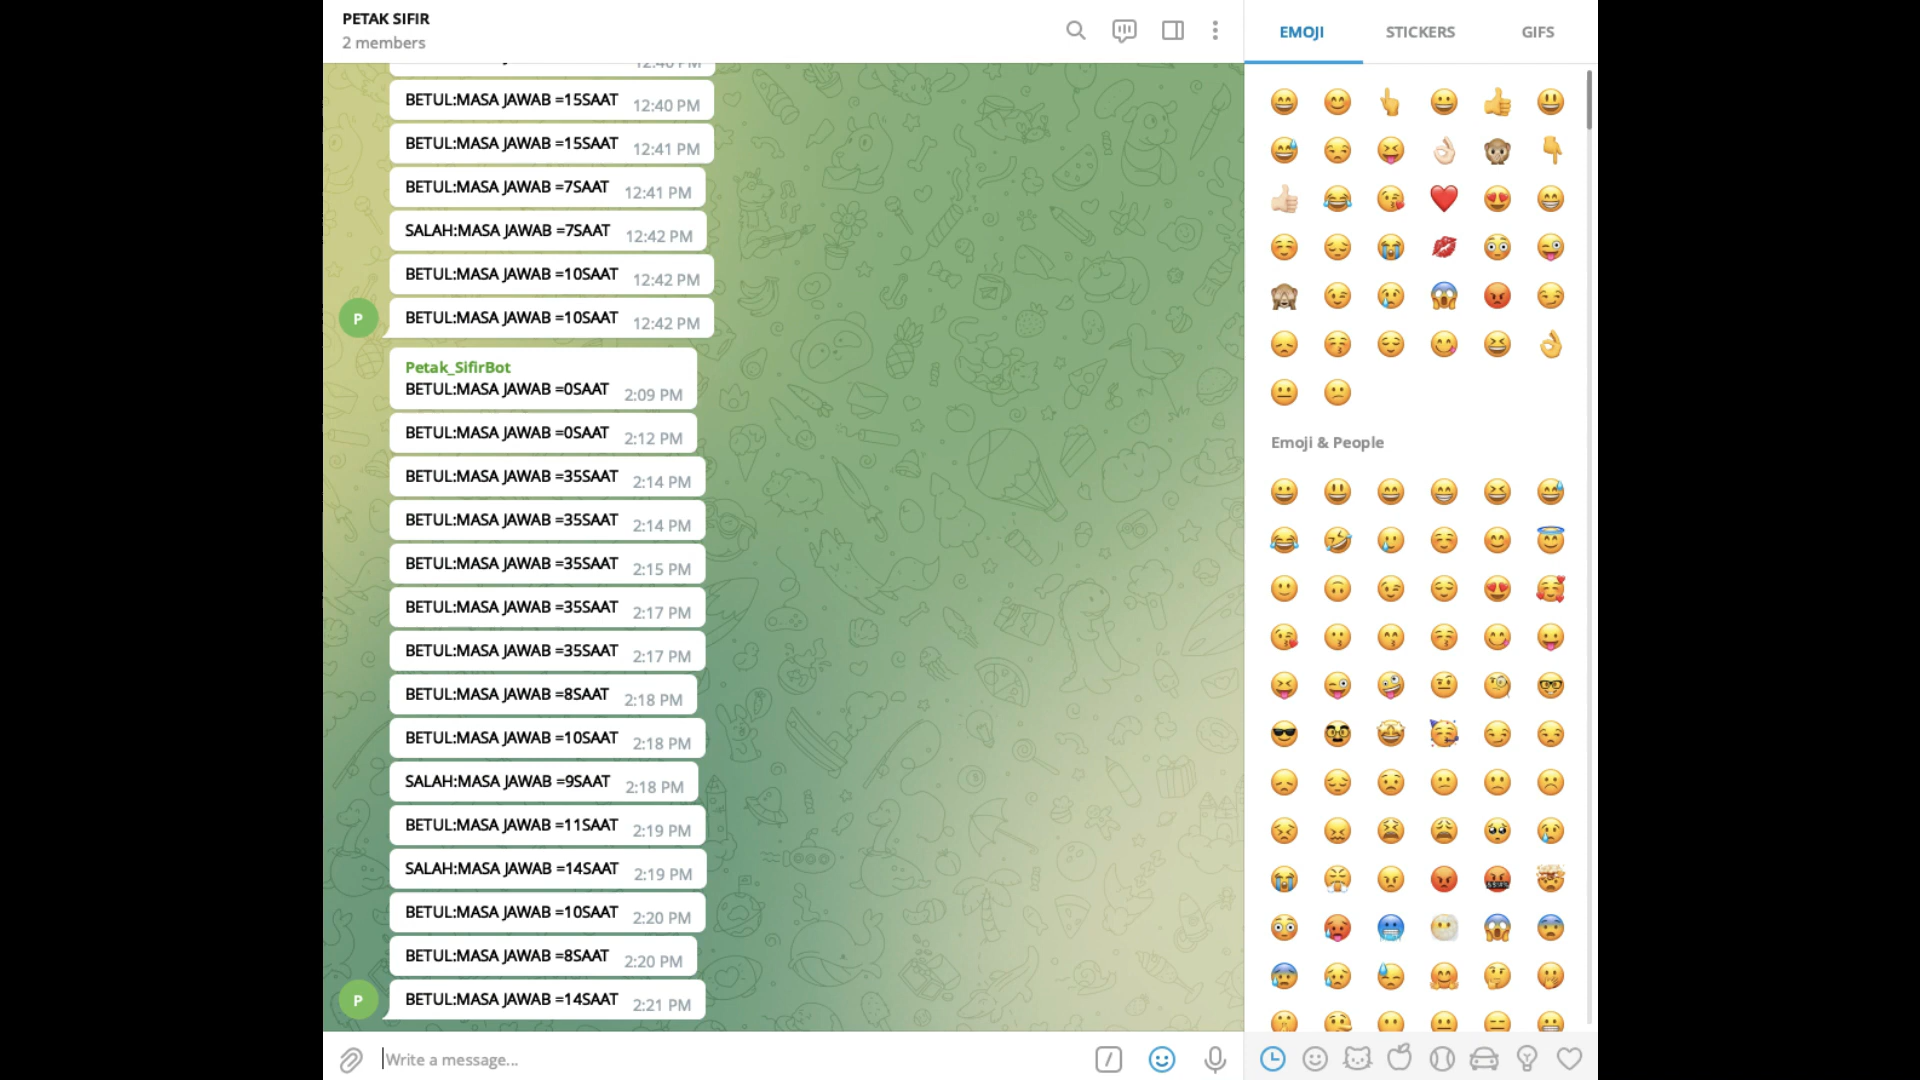 PETAK SIFIR
2 members
EMOJI
STICKERS
GIFS
12:40 PM
BETUL:MASA JAWAB =15SAAT 12:40 PM
BETUL:MASA JAWAB =15SAAT 12:41 PM
BETUL:MASA JAWAB =7SAAT 12:41 PM
SALAH:MASA JAWAB =7SAAT 12:42 PM
BETUL:MASA JAWAB =10SAAT 12:42 PM
BETUL:MASA JAWAB =10SAAT 12:42 PM
P
Petak_SifirBot
BETUL:MASA JAWAB =0SAAT 2:09 PM
BETUL:MASA JAWAB =0SAAT 2:12 PM
BETUL:MASA JAWAB =35SAAT 2:14 PM
BETUL:MASA JAWAB =35SAAT 2:14 PM
BETUL:MASA JAWAB =35SAAT 2:15 PM
BETUL:MASA JAWAB =35SAAT 2:17 PM
BETUL:MASA JAWAB =35SAAT 2:17 PM
BETUL:MASA JAWAB =8SAAT 2:18 PM
BETUL:MASA JAWAB =10SAAT 2:18 PM
SALAH:MASA JAWAB =9SAAT 2:18 PM
BETUL:MASA JAWAB =11SAAT 2:19 PM
SALAH:MASA JAWAB =14SAAT 2:19 PM
BETUL:MASA JAWAB =10SAAT 2:20 PM
BETUL:MASA JAWAB =8SAAT 2:20 PM
BETUL:MASA JAWAB =14SAAT 2:21 PM
P
Write a message...
Emoji & People